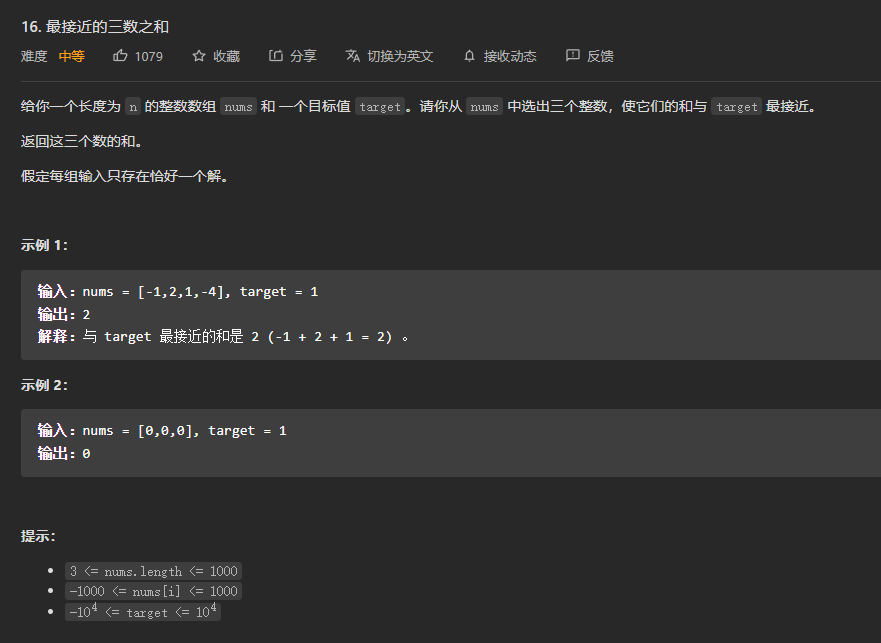 16. 最接近的三数之和
难度 中等 1079 收藏 分享 切换为英文 接收动态 反馈
给你一个长度为 n 的整数数组 nums 和 一个目标值 target。请你从 nums 中选出三个整数，使它们的和与 target 最接近。
返回这三个数的和。
假定每组输入只存在恰好一个解。
示例 1：
输入：nums = [-1,2,1,-4], target = 1
输出：2
解释：与 target 最接近的和是 2 (-1 + 2 + 1 = 2) 。
示例 2：
输入：nums = [0,0,0], target = 1
输出：0
提示：
3 <= nums.length <= 1000
-1000 <= nums[i] <= 1000
-10⁴ <= target <= 10⁴